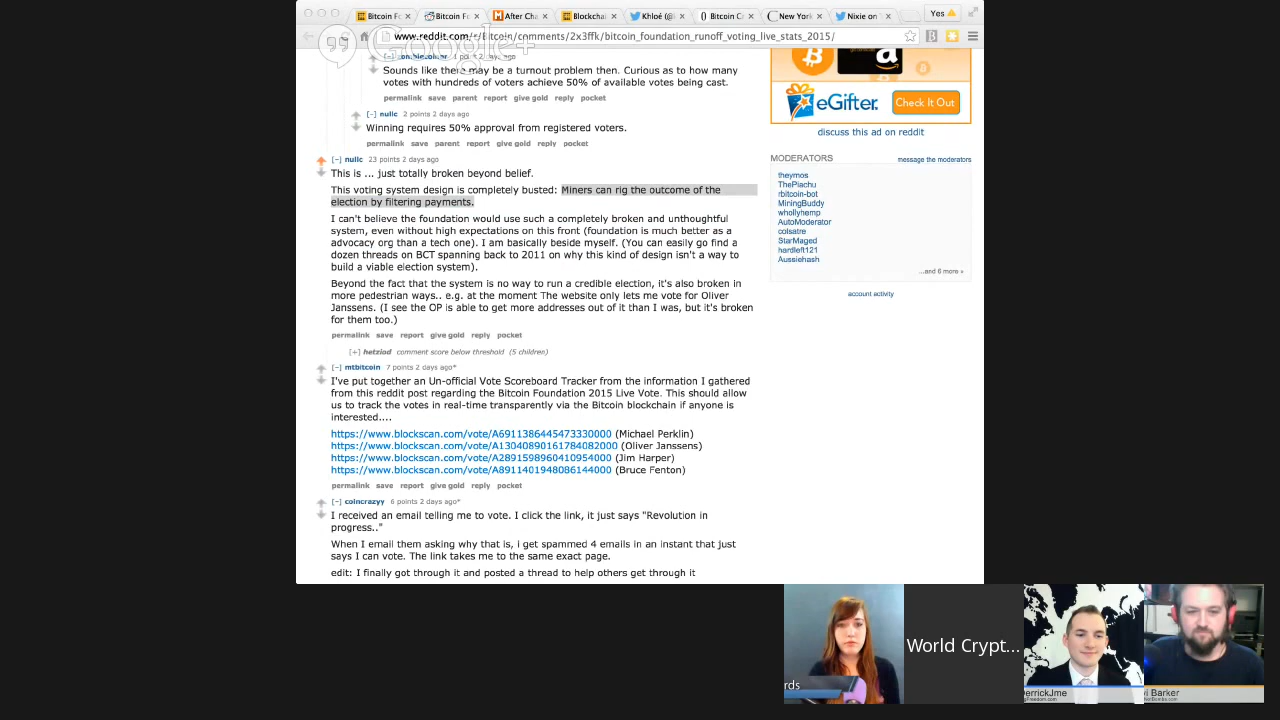 Bitcoin F
Bitcoin Fo
After Cha
Blockchai
Khloé (@
Bitcoin C
New York
Nixie on
Yes
www.reddit.com/r/Bitcoin/comments/2x3ffk/bitcoin_foundation_runoff_voting_live_stats_2015/
Google+
Sounds like there may be a turnout problem then. Curious as to how many
votes with hundreds of voters achieve 50% of available votes being cast.
permalink save parent report give gold reply pocket
[-] nullc 2 points 2 days ago
Winning requires 50% approval from registered voters.
permalink save parent report give gold reply pocket
[-] nullc 23 points 2 days ago
This is ... just totally broken beyond belief.
This voting system design is completely busted: Miners can rig the outcome of the
election by filtering payments.
I can't believe the foundation would use such a completely broken and unthoughtful
system, even without high expectations on this front (foundation is much better as a
advocacy org than a tech one). I am basically beside myself. (You can easily go find a
dozen threads on BCT spanning back to 2011 on why this kind of design isn't a way to
build a viable election system).
Beyond the fact that the system is no way to run a credible election, it's also broken in
more pedestrian ways.. e.g. at the moment The website only lets me vote for Oliver
Janssens. (I see the OP is able to get more addresses out of it than I was, but it's broken
for them too.)
permalink save report give gold reply pocket
[+] hetziod comment score below threshold (5 children)
[-] mtbitcoin 7 points 2 days ago*
I've put together an Un-official Vote Scoreboard Tracker from the information I gathered
from this reddit post regarding the Bitcoin Foundation 2015 Live Vote. This should allow
us to track the votes in real-time transparently via the Bitcoin blockchain if anyone is
interested....
https://www.blockscan.com/vote/A6911386445473330000 (Michael Perklin)
https://www.blockscan.com/vote/A13040890161784082000 (Oliver Janssens)
https://www.blockscan.com/vote/A2891598960410954000 (Jim Harper)
https://www.blockscan.com/vote/A8911401948086144000 (Bruce Fenton)
permalink save report give gold reply pocket
[-] coincrazyy 6 points 2 days ago*
I received an email telling me to vote. I click the link, it just says "Revolution in
progress.."
When I email them asking why that is, i get spammed 4 emails in an instant that just
says I can vote. The link takes me to the same exact page.
edit: I finally got through it and posted a thread to help others get through it
eGifter
Check It Out
discuss this ad on reddit
MODERATORS
message the moderators
theymos
ThePiachu
rbitcoin-bot
MiningBuddy
whollyhemp
AutoModerator
colsatre
StarMaged
hardleft121
Aussiehash
...and 6 more »
account activity
rds
World Crypt...
DerrickJme
Barker